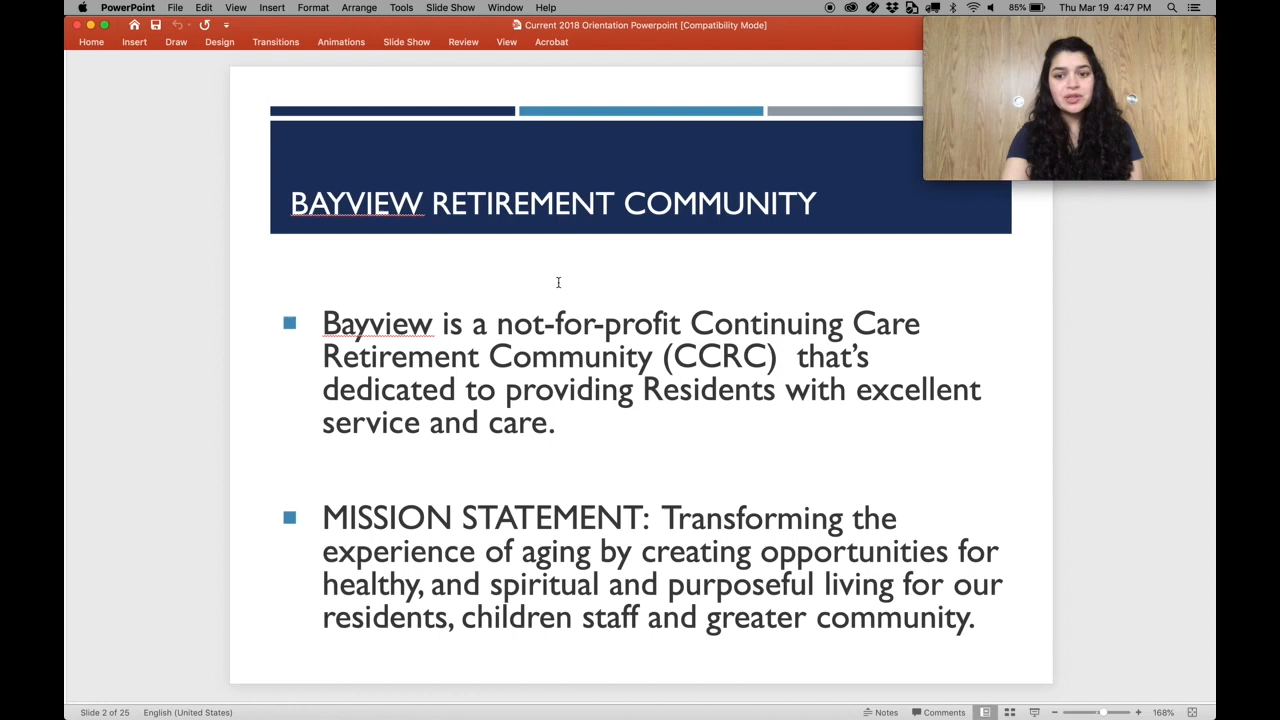 PowerPoint File Edit View Insert Format Arrange Tools Slide Show Window Help 85% Thu Mar 19 4:47 PM
Current 2018 Orientation Powerpoint [Compatibility Mode]
Home Insert Draw Design Transitions Animations Slide Show Review View Acrobat
BAYVIEW RETIREMENT COMMUNITY
Bayview is a not-for-profit Continuing Care
Retirement Community (CCRC) that's
dedicated to providing Residents with excellent
service and care.
MISSION STATEMENT: Transforming the
experience of aging by creating opportunities for
healthy, and spiritual and purposeful living for our
residents, children staff and greater community.
Slide 2 of 25 English (United States) Notes Comments 168%